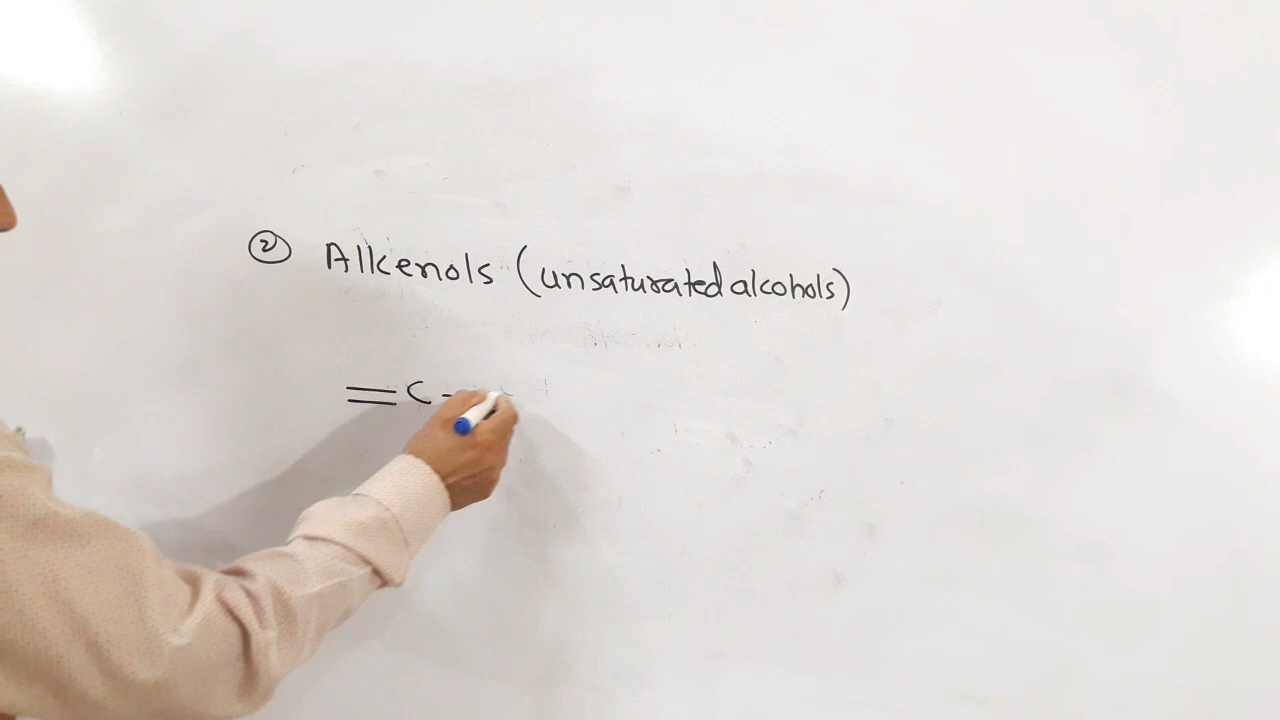 ② Alkenols (unsaturated alcohols)
=C-